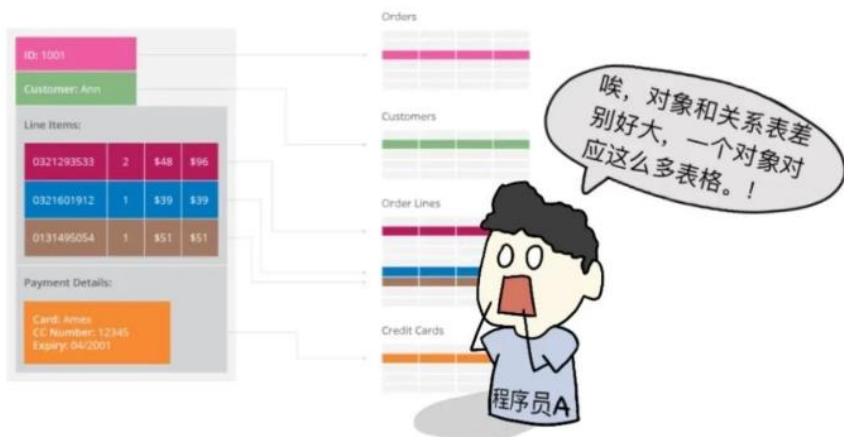 Orders
ID: 1001
Customer: Ann
Line Items:
0321293533 2 $48 $96
0321601912 1 $39 $39
0131495054 1 $51 $51
Payment Details:
Card: Amex
CC Number: 12345
Expiry: 04/2001
Customers
Order Lines
Credit Cards
唉，对象和关系表差
别好大，一个对象对
应这么多表格。！
程序员A